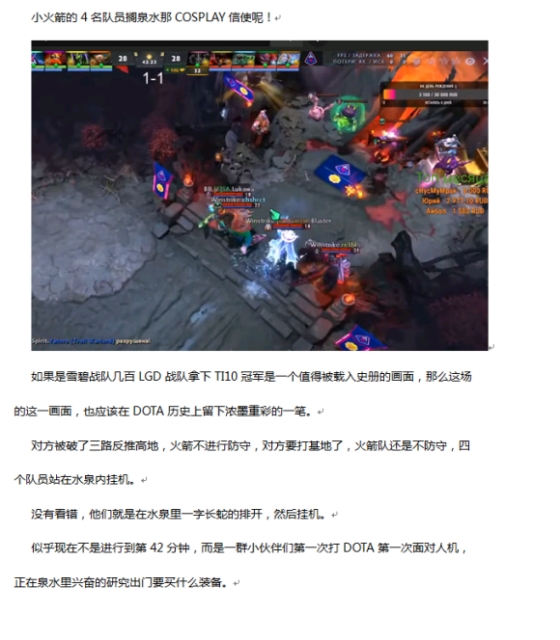 小火箭的 4 名队员搁泉水那 COSPLAY 信使呢！
28
28
1-1
如果是雪碧战队几百 LGD 战队拿下 TI10 冠军是一个值得被载入史册的画面，那么这场
的这一画面，也应该在 DOTA 历史上留下浓墨重彩的一笔。
对方被破了三路反推高地，火箭不进行防守，对方要打基地了，火箭队还是不防守，四
个队员站在水泉内挂机。
没有看错，他们就是在水泉里一字长蛇的排开，然后挂机。
似乎现在不是进行到第 42 分钟，而是一群小伙伴们第一次打 DOTA 第一次面对人机，
正在泉水里兴奋的研究出门要买什么装备。